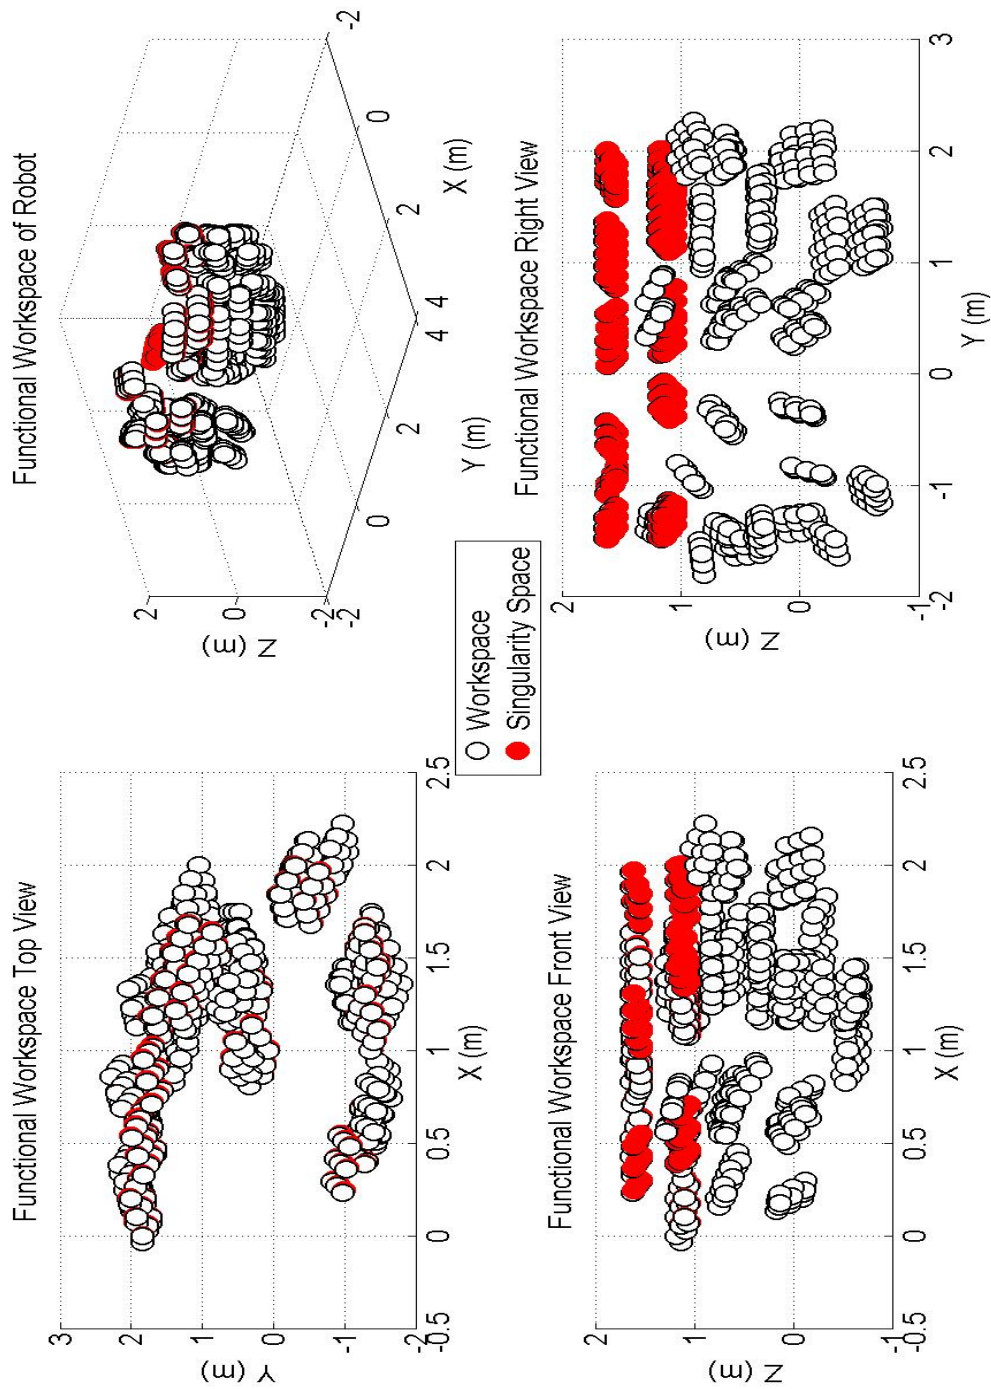 Functional Workspace Top View
3
2
1
0
-1
-2
Y (m)
-0.5 0 0.5 1 1.5 2 2.5
X (m)
Functional Workspace of Robot
2
0
-2
Z (m)
-2 0 2 4
Y (m)
4 2 0 -2
X (m)
Workspace
Singularity Space
Functional Workspace Front View
2
1
0
-1
Z (m)
-0.5 0 0.5 1 1.5 2 2.5
X (m)
Functional Workspace Right View
2
1
0
-1
Z (m)
-2 -1 0 1 2 3
Y (m)